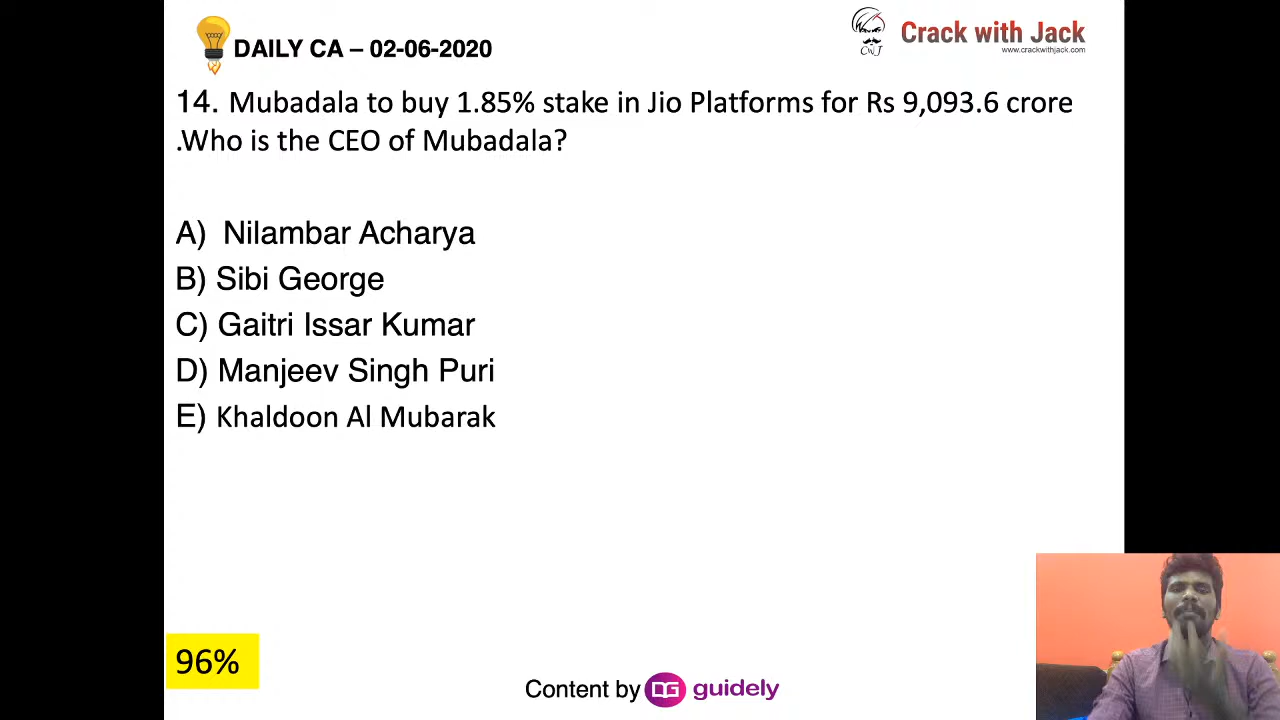 DAILY CA – 02-06-2020
CWJ
Crack with Jack
www.crackwithjack.com
14. Mubadala to buy 1.85% stake in Jio Platforms for Rs 9,093.6 crore
.Who is the CEO of Mubadala?
A) Nilambar Acharya
B) Sibi George
C) Gaitri Issar Kumar
D) Manjeev Singh Puri
E) Khaldoon Al Mubarak
96%
Content by DG guidely